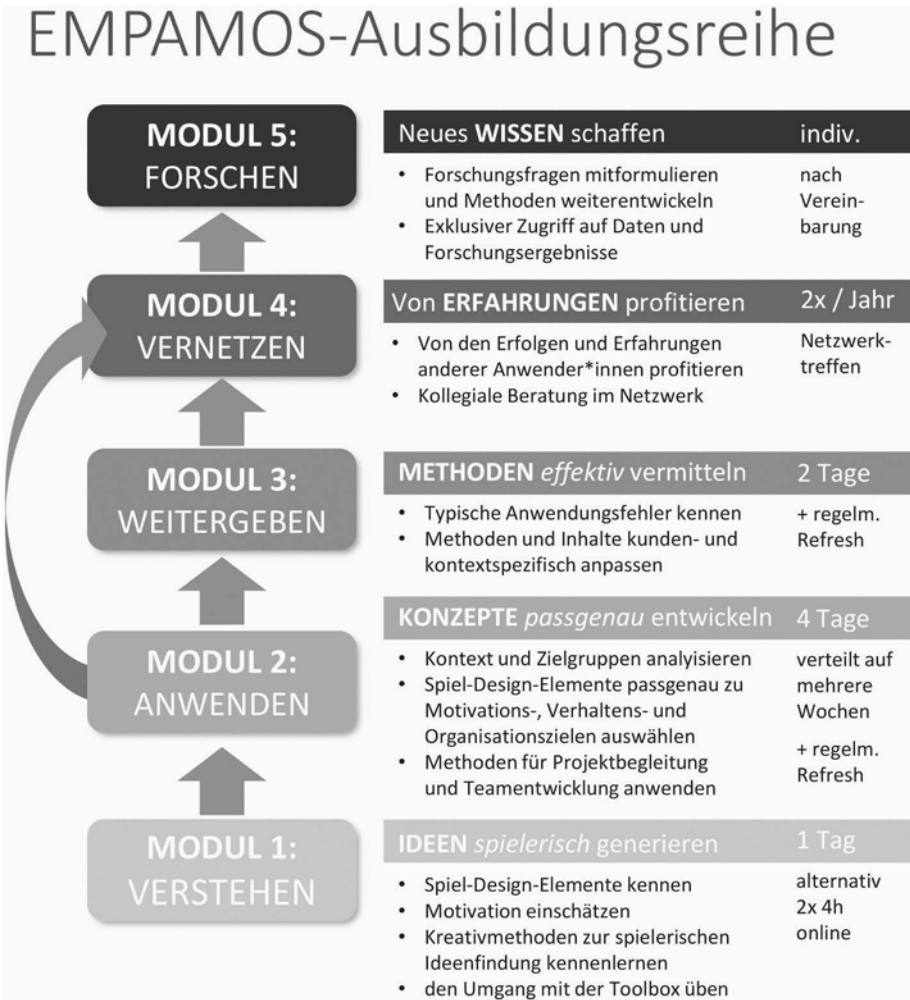 EMPAMOS-Ausbildungsreihe
MODUL 5:
FORSCHEN
Neues WISSEN schaffen
indiv.
• Forschungsfragen mitformulieren
und Methoden weiterentwickeln
• Exklusiver Zugriff auf Daten und
Forschungsergebnisse
nach
Verein-
barung
MODUL 4:
VERNETZEN
Von ERFAHRUNGEN profitieren
2x / Jahr
• Von den Erfolgen und Erfahrungen
anderer Anwender*innen profitieren
• Kollegiale Beratung im Netzwerk
Netzwerk-
treffen
MODUL 3:
WEITERGEBEN
METHODEN effektiv vermitteln
2 Tage
• Typische Anwendungsfehler kennen
• Methoden und Inhalte kunden- und
kontextspezifisch anpassen
+ regelm.
Refresh
MODUL 2:
ANWENDEN
KONZEPTE passgenau entwickeln
4 Tage
• Kontext und Zielgruppen analyisieren
• Spiel-Design-Elemente passgenau zu
Motivations-, Verhaltens- und
Organisationszielen auswählen
• Methoden für Projektbegleitung
und Teamentwicklung anwenden
verteilt auf
mehrere
Wochen
+ regelm.
Refresh
MODUL 1:
VERSTEHEN
IDEEN spielerisch generieren
1 Tag
• Spiel-Design-Elemente kennen
• Motivation einschätzen
• Kreativmethoden zur spielerischen
Ideenfindung kennenlernen
• den Umgang mit der Toolbox üben
alternativ
2x 4h
online